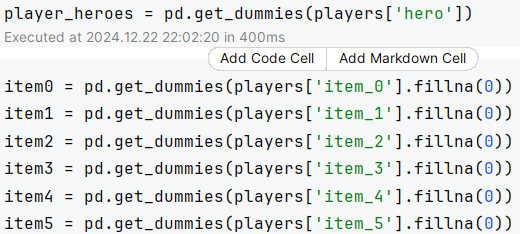 player_heroes = pd.get_dummies(players['hero'])
Executed at 2024.12.22 22:02:20 in 400ms
Add Code Cell Add Markdown Cell
item0 = pd.get_dummies(players['item_0'].fillna(0))
item1 = pd.get_dummies(players['item_1'].fillna(0))
item2 = pd.get_dummies(players['item_2'].fillna(0))
item3 = pd.get_dummies(players['item_3'].fillna(0))
item4 = pd.get_dummies(players['item_4'].fillna(0))
item5 = pd.get_dummies(players['item_5'].fillna(0))